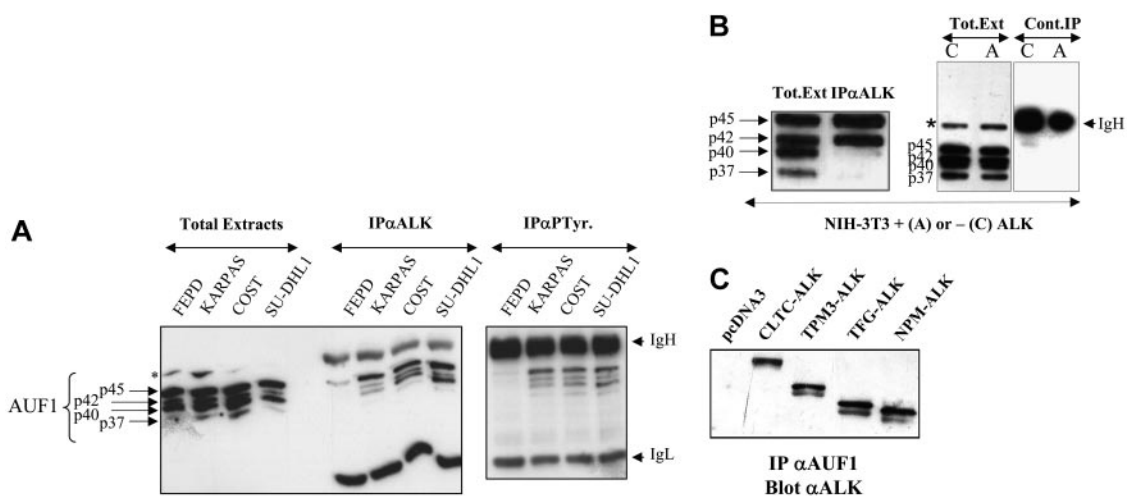 B
Tot.Ext Cont.IP
C A C A
Tot.Ext IPαALK
p45
p42
p40
p37
*
p45
p42
p40
p37
IgH
NIH-3T3 + (A) or – (C) ALK
A
Total Extracts IPαALK IPαPTyr.
FEPD KARPAS COST SU-DHL1 FEPD KARPAS COST SU-DHL1 FEPD KARPAS COST SU-DHL1
*
AUF1
p45
p42
p40
p37
IgH
IgL
C
pcDNA3 CLTC-ALK TPM3-ALK TFG-ALK NPM-ALK
IP αAUF1
Blot αALK